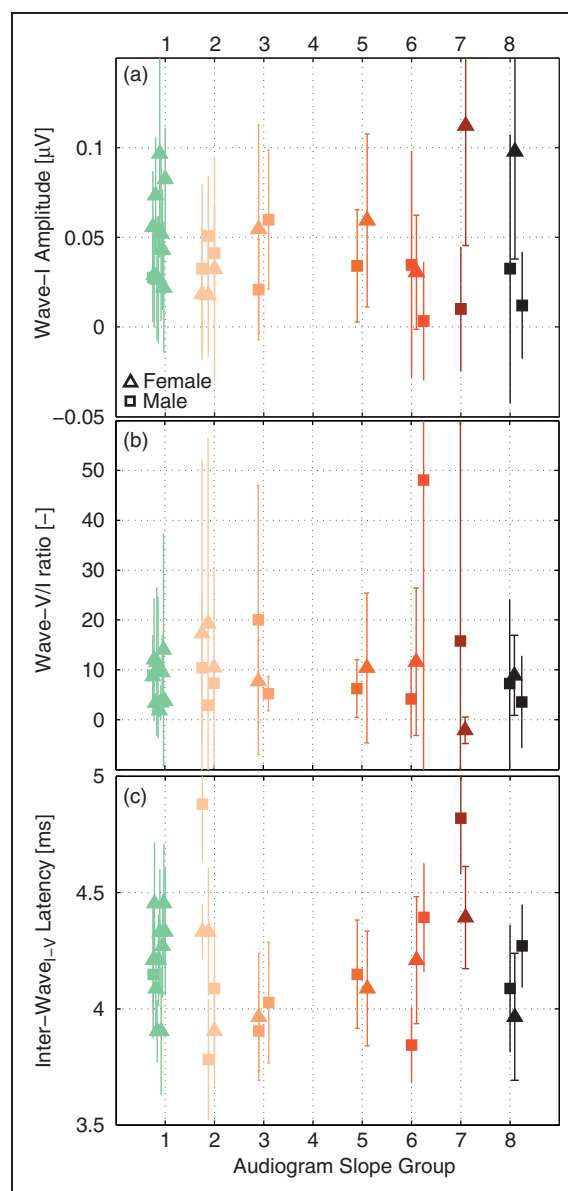 1 2 3 4 5 6 7 8
(a)
Wave-I Amplitude [µV]
0.1
0.05
0
-0.05
Female
Male
(b)
Wave-V/I ratio [-]
50
40
30
20
10
0
(c)
Inter-Wave I-V Latency [ms]
5
4.5
4
3.5
1 2 3 4 5 6 7 8
Audiogram Slope Group